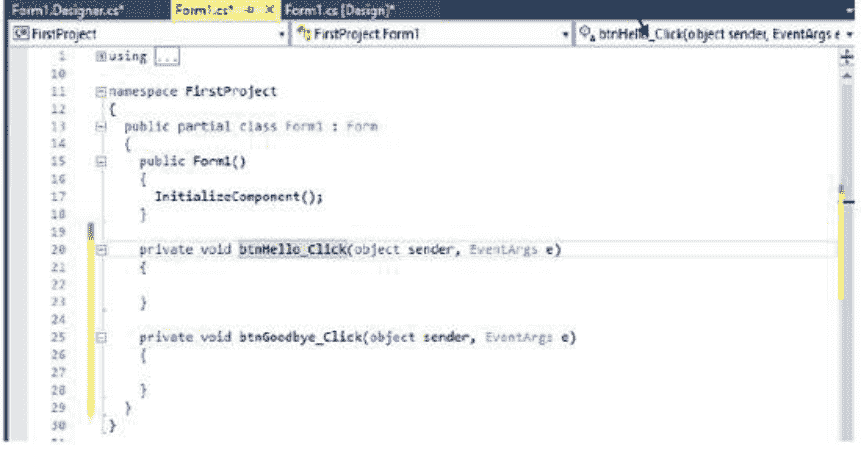 Form1.Designer.cs* Form1.cs* Form1.cs [Design]*
FirstProject FirstProject.Form1 btnHello_Click(object sender, EventArgs e
1 using ...
10
11 namespace FirstProject
12 {
13 public partial class Form1 : Form
14 {
15 public Form1()
16 {
17 InitializeComponent();
18 }
19
20 private void btnHello_Click(object sender, EventArgs e)
21 {
22
23 }
24
25 private void btnGoodbye_Click(object sender, EventArgs e)
26 {
27
28 }
29 }
30 }